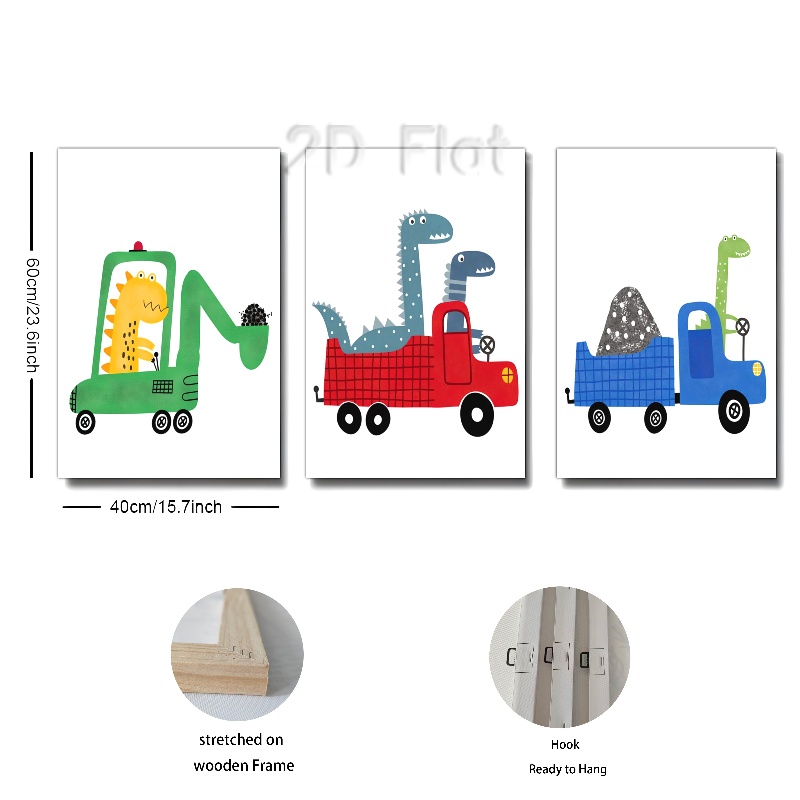 2D Flat
60cm/23.6inch
40cm/15.7inch
stretched on
wooden Frame
Hook
Ready to Hang